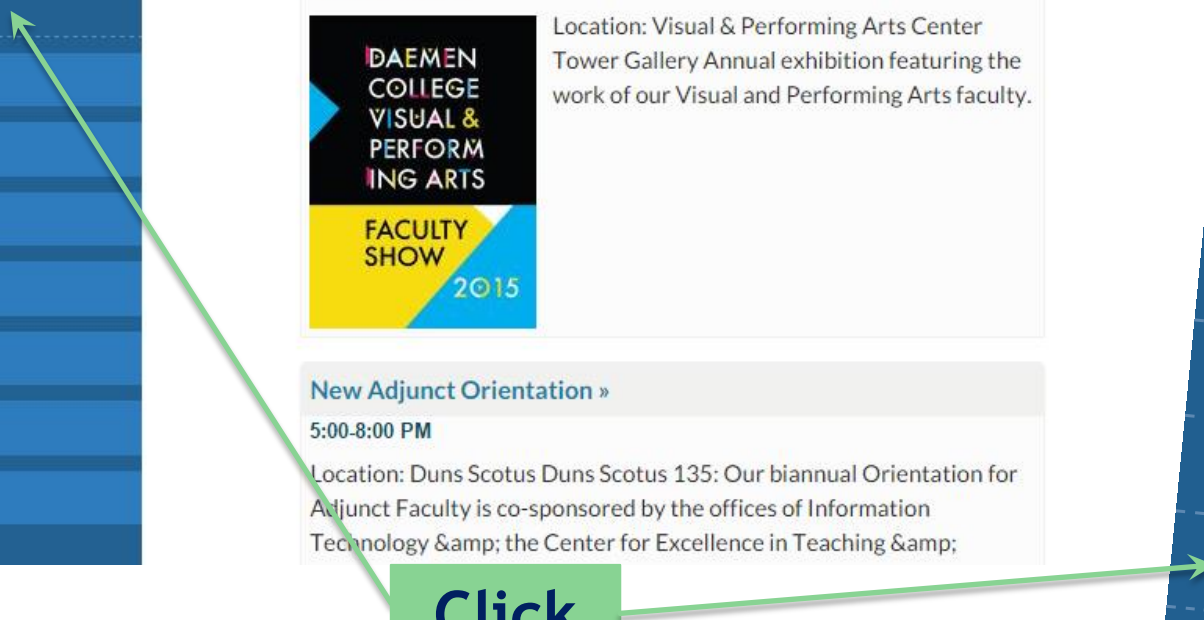 DAEMEN
COLLEGE
VISUAL &
PERFORM
ING ARTS
FACULTY
SHOW
2015
Location: Visual & Performing Arts Center
Tower Gallery Annual exhibition featuring the
work of our Visual and Performing Arts faculty.
New Adjunct Orientation »
5:00-8:00 PM
Location: Duns Scotus Duns Scotus 135: Our biannual Orientation for
Adjunct Faculty is co-sponsored by the offices of Information
Technology &amp; the Center for Excellence in Teaching &amp;
Click